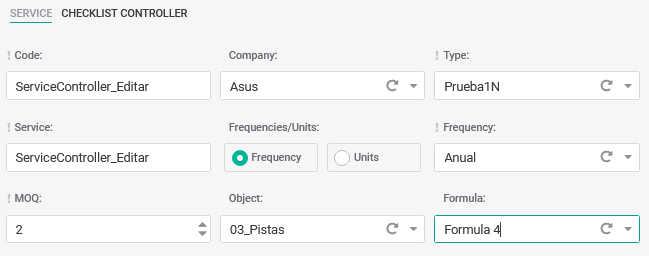 SERVICE CHECKLIST CONTROLLER
! Code: Company: ! Type:
ServiceController_Editar Asus Prueba1N
! Service: Frequencies/Units: ! Frequency:
ServiceController_Editar Frequency Units Anual
! MOQ: Object: Formula:
2 03_Pistas Formula 4